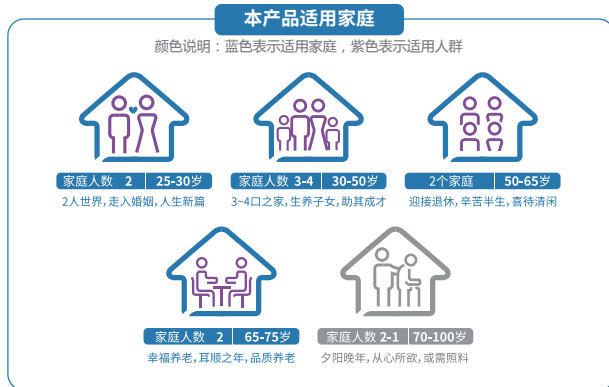 本产品适用家庭
颜色说明：蓝色表示适用家庭，紫色表示适用人群
家庭人数 2 25-30岁
2人世界，走入婚姻，人生新篇
家庭人数 3-4 30-50岁
3~4口之家，生养子女，助其成才
2个家庭 50-65岁
迎接退休，辛苦半生，喜待清闲
家庭人数 2 65-75岁
幸福养老，耳顺之年，品质养老
家庭人数 2-1 70-100岁
夕阳晚年，从心所欲，或需照料